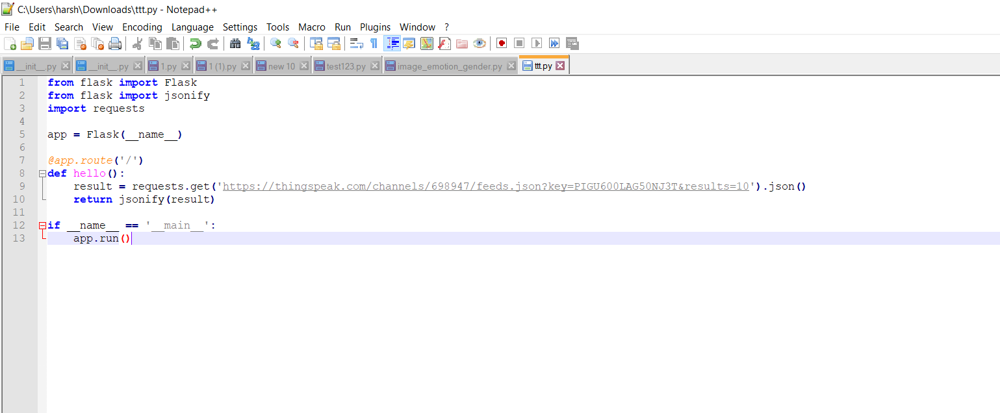 C:\Users\harsh\Downloads\ttt.py - Notepad++
File Edit Search View Encoding Language Settings Tools Macro Run Plugins Window ?
__init__.py __init__.py 1.py 1 (1).py new 10 test123.py image_emotion_gender.py ttt.py
1 from flask import Flask
2 from flask import jsonify
3 import requests
4
5 app = Flask(__name__)
6
7 @app.route('/')
8 def hello():
9 result = requests.get('https://thingspeak.com/channels/698947/feeds.json?key=PIGU600LAG50NJ3T&results=10').json()
10 return jsonify(result)
11
12 if __name__ == '__main__':
13 app.run()